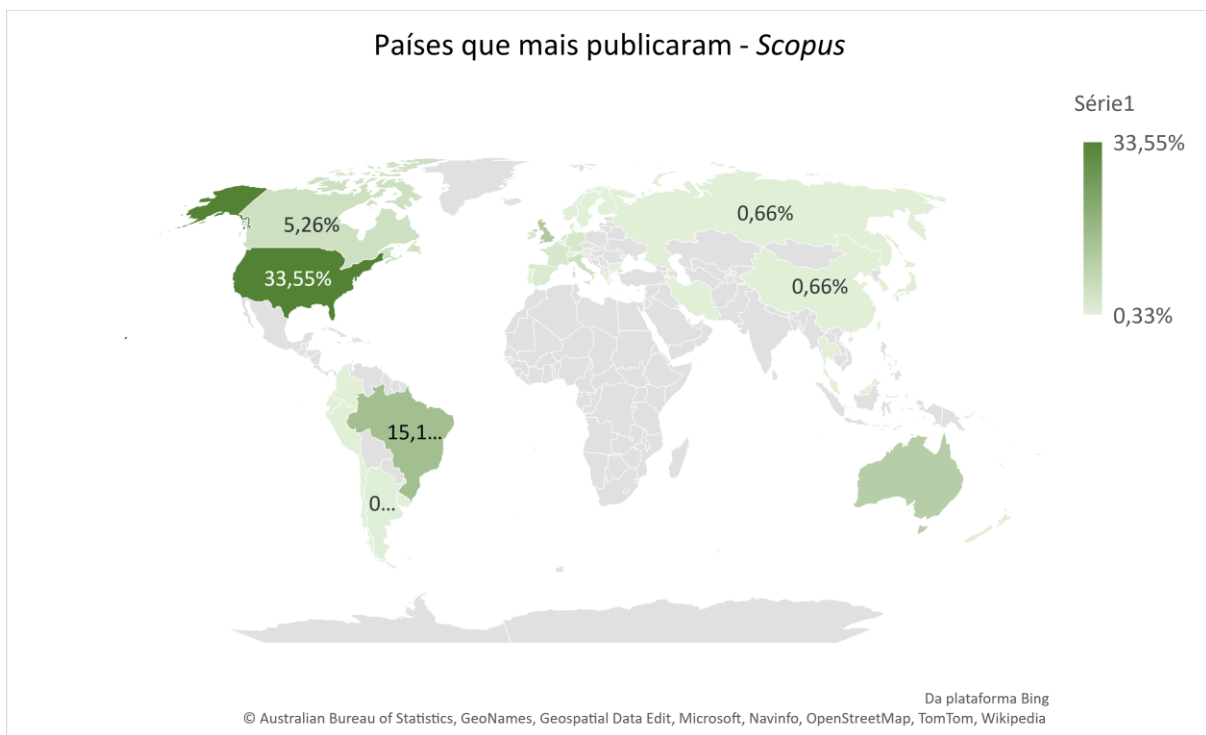 Países que mais publicaram - Scopus
Série1
33,55%
0,33%
5,26%
33,55%
0,66%
0,66%
15,1...
0...
Da plataforma Bing
© Australian Bureau of Statistics, GeoNames, Geospatial Data Edit, Microsoft, Navinfo, OpenStreetMap, TomTom, Wikipedia